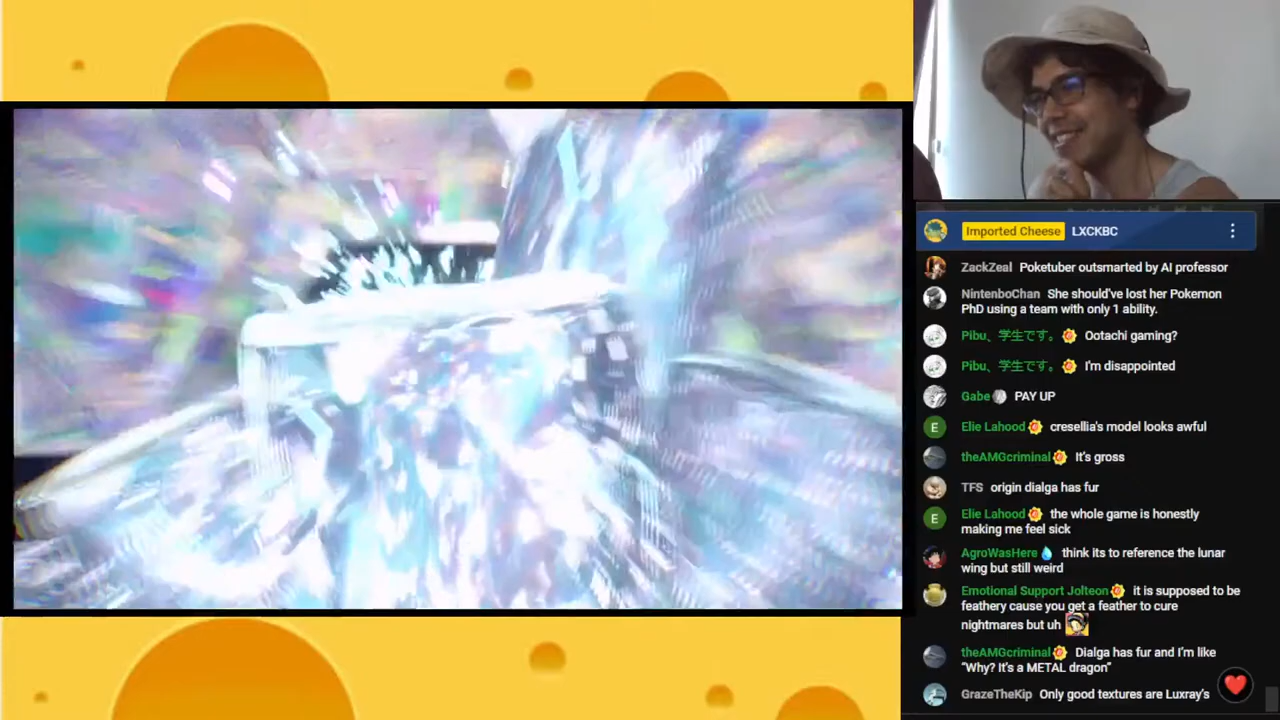 Imported Cheese LXCKBC
ZackZeal Poketuber outsmarted by AI professor
NintenboChan She should've lost her Pokemon
PhD using a team with only 1 ability.
Pibu、学生です。 Ootachi gaming?
Pibu、学生です。 I'm disappointed
Gabe PAY UP
E
Elie Lahood cresellia's model looks awful
theAMGcriminal It's gross
TFS origin dialga has fur
E
Elie Lahood the whole game is honestly
making me feel sick
AgroWasHere think its to reference the lunar
wing but still weird
Emotional Support Jolteon it is supposed to be
feathery cause you get a feather to cure
nightmares but uh
theAMGcriminal Dialga has fur and I'm like
“Why? It's a METAL dragon”
GrazeTheKip Only good textures are Luxray's